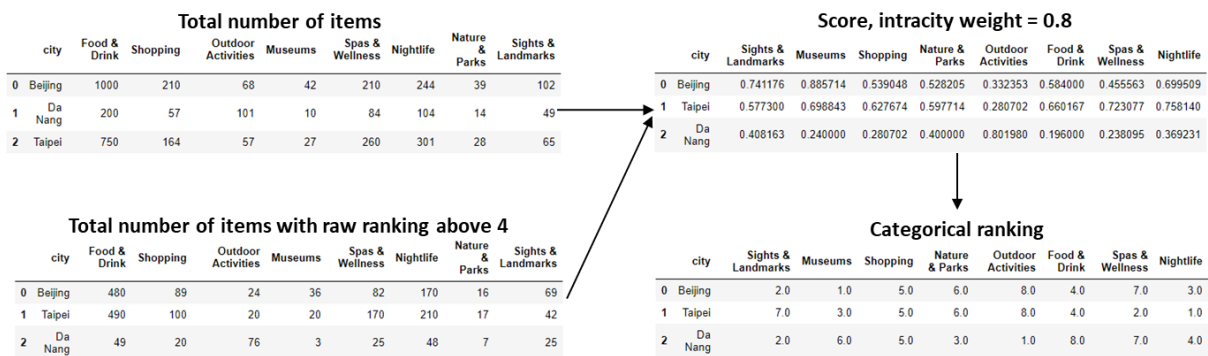 Total number of items
city Food & Drink Shopping Outdoor Activities Museums Spas & Wellness Nightlife Nature & Parks Sights & Landmarks
0 Beijing 1000 210 68 42 210 244 39 102
1 Da Nang 200 57 101 10 84 104 14 49
2 Taipei 750 164 57 27 260 301 28 65
Total number of items with raw ranking above 4
city Food & Drink Shopping Outdoor Activities Museums Spas & Wellness Nightlife Nature & Parks Sights & Landmarks
0 Beijing 480 89 24 36 82 170 16 69
1 Taipei 490 100 20 20 170 210 17 42
2 Da Nang 49 20 76 3 25 48 7 25
Score, intracity weight = 0.8
city Sights & Landmarks Museums Shopping Nature & Parks Outdoor Activities Food & Drink Spas & Wellness Nightlife
0 Beijing 0.741176 0.885714 0.539048 0.528205 0.332353 0.584000 0.455563 0.699509
1 Taipei 0.577300 0.698843 0.627674 0.597714 0.280702 0.660167 0.723077 0.758140
2 Da Nang 0.408163 0.240000 0.280702 0.400000 0.801980 0.196000 0.238095 0.369231
Categorical ranking
city Sights & Landmarks Museums Shopping Nature & Parks Outdoor Activities Food & Drink Spas & Wellness Nightlife
0 Beijing 2.0 1.0 5.0 6.0 8.0 4.0 7.0 3.0
1 Taipei 7.0 3.0 5.0 6.0 8.0 4.0 2.0 1.0
2 Da Nang 2.0 6.0 5.0 3.0 1.0 8.0 7.0 4.0